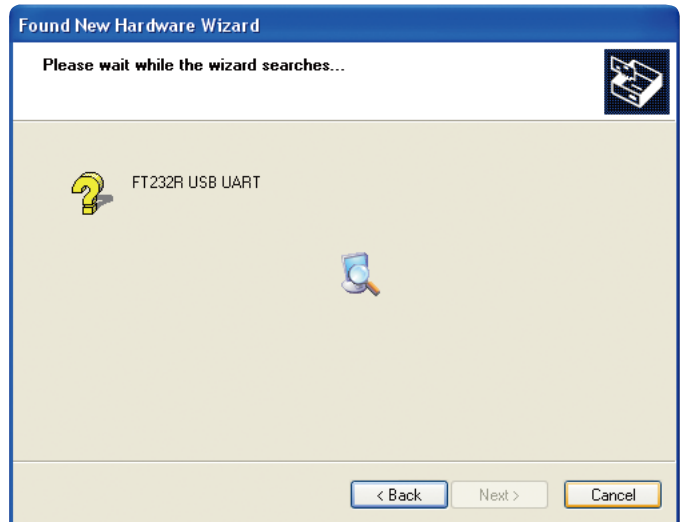 Found New Hardware Wizard
Please wait while the wizard searches...
FT232R USB UART
< Back
Next >
Cancel